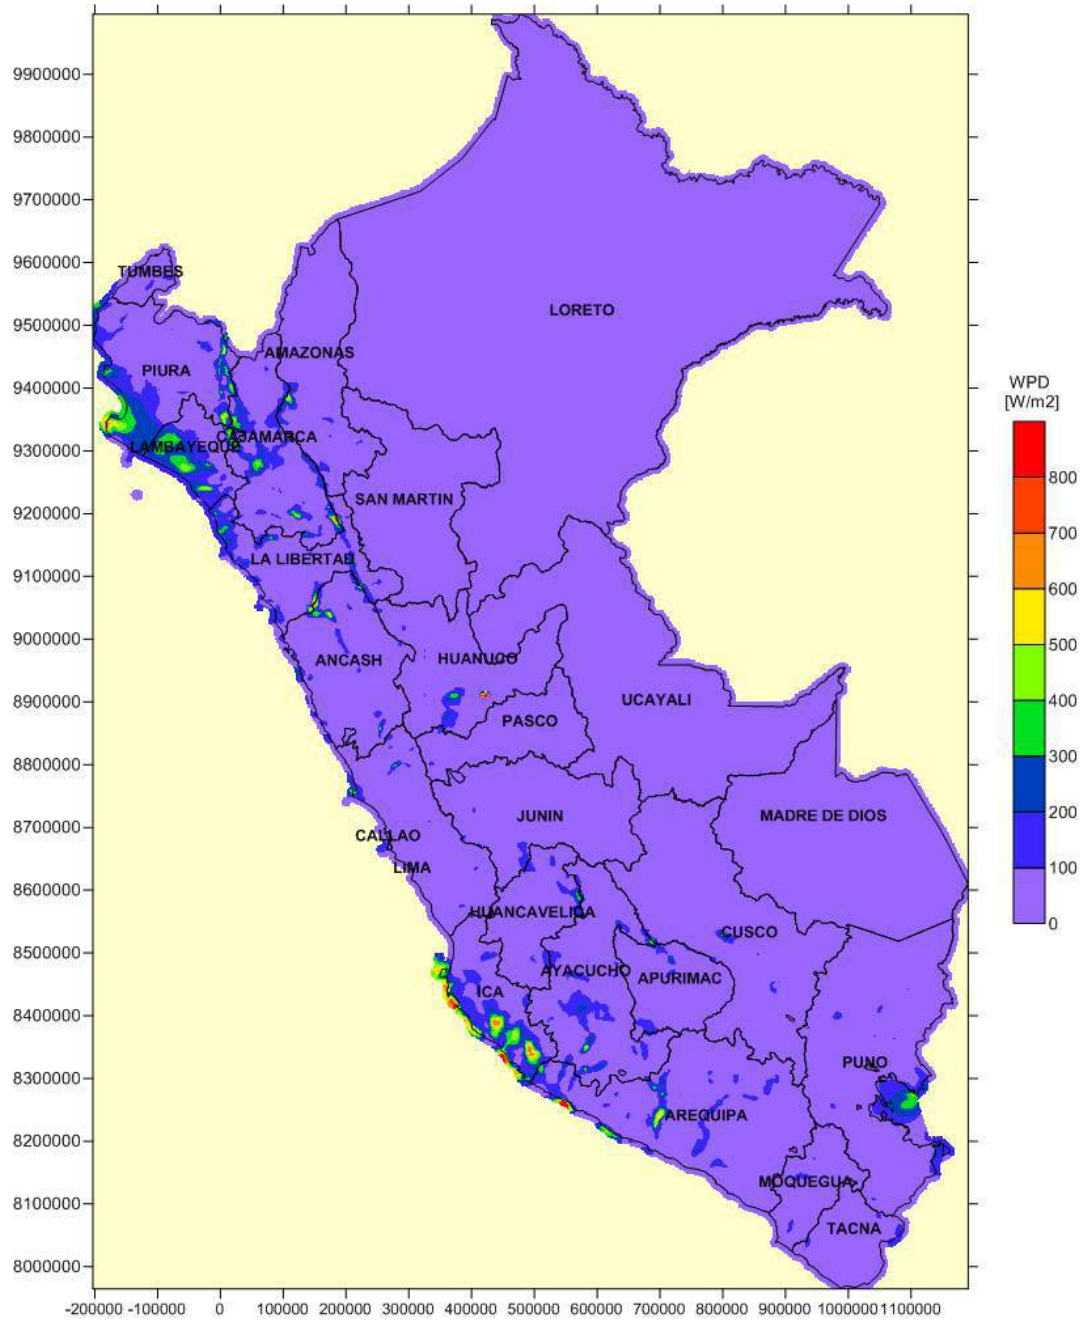 9900000
9800000
9700000
9600000
9500000
9400000
9300000
9200000
9100000
9000000
8900000
8800000
8700000
8600000
8500000
8400000
8300000
8200000
8100000
8000000
TUMBES
LORETO
AMAZONAS
PIURA
CAJAMARCA
LAMBAYEQUE
SAN MARTIN
LA LIBERTAD
ANCASH
HUANUCO
UCAYALI
PASCO
JUNIN
MADRE DE DIOS
CALLAO
LIMA
HUANCAVELICA
CUSCO
AYACUCHO
APURIMAC
ICA
PUNO
AREQUIPA
MOQUEGUA
TACNA
WPD
[W/m2]
800
700
600
500
400
300
200
100
0
-200000 -100000 0 100000 200000 300000 400000 500000 600000 700000 800000 900000 1000000 1100000